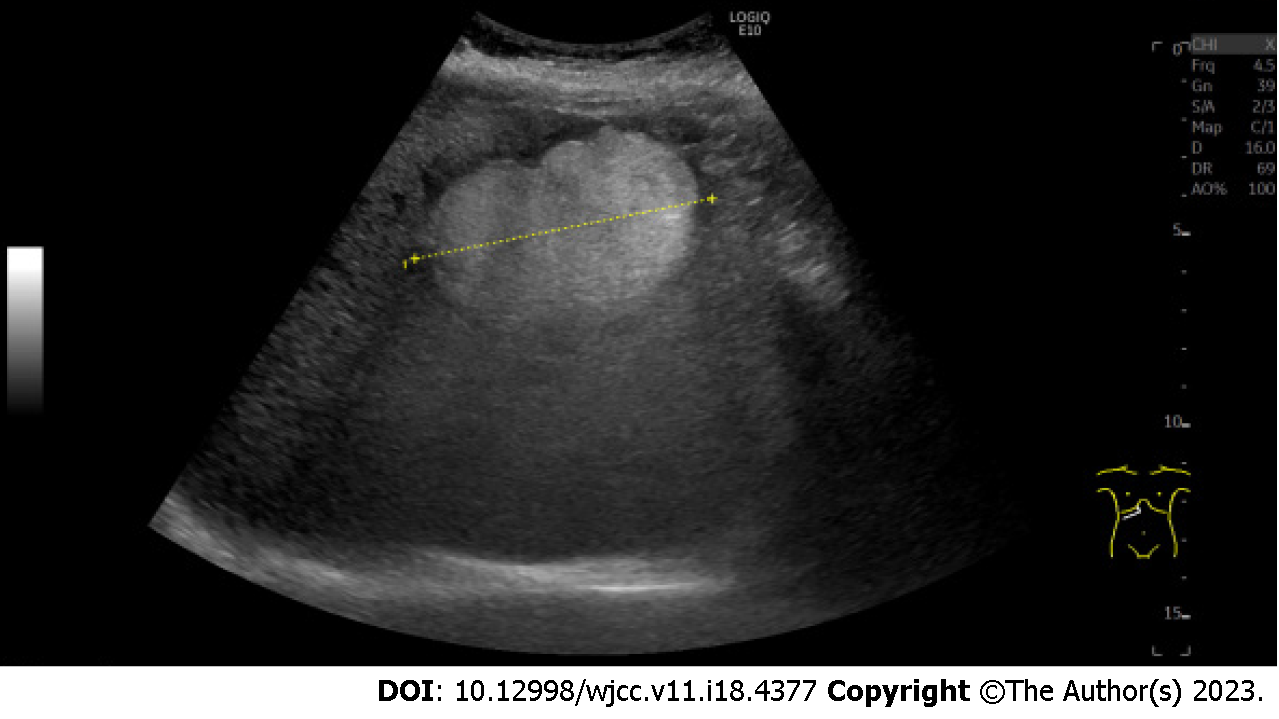 LOGIQ
E10
0
CHI X
Frq 4.5
Gn 39
S/A 2/3
Map C/1
D 16.0
DR 69
AO% 100
1
5
10
15
DOI: 10.12998/wjcc.v11.i18.4377 Copyright ©The Author(s) 2023.